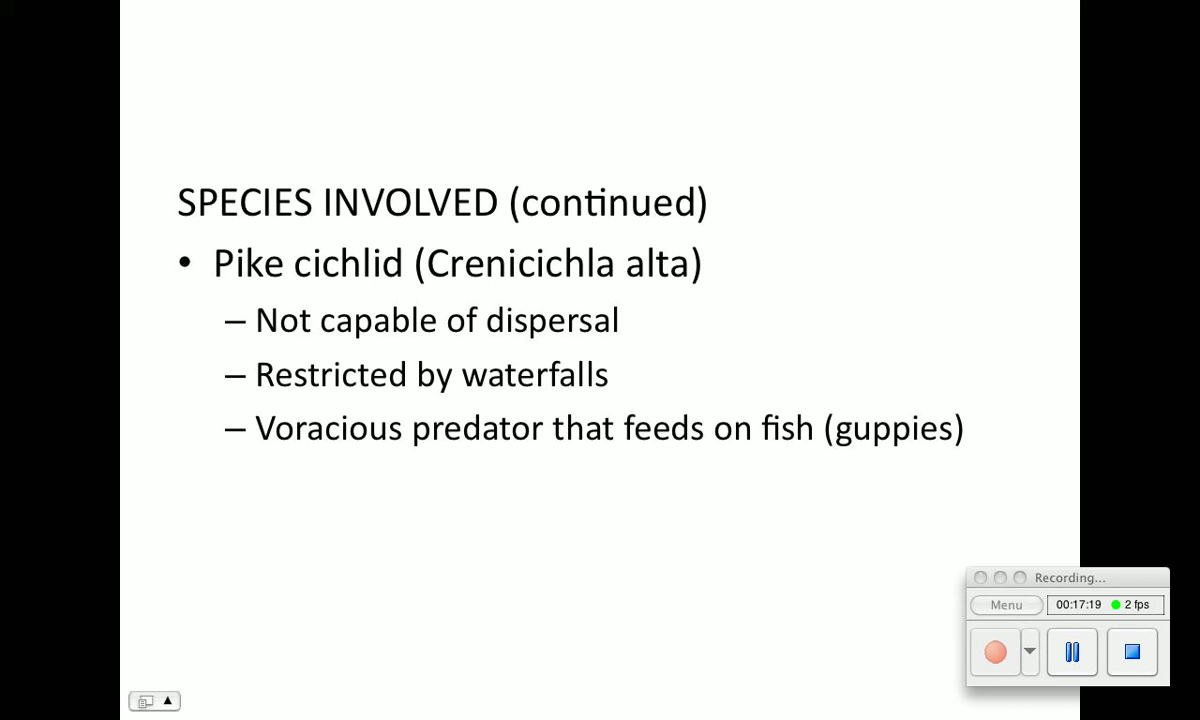 SPECIES INVOLVED (continued)
• Pike cichlid (Crenicichla alta)
– Not capable of dispersal
– Restricted by waterfalls
– Voracious predator that feeds on fish (guppies)
Recording...
Menu
00:17:19 2 fps